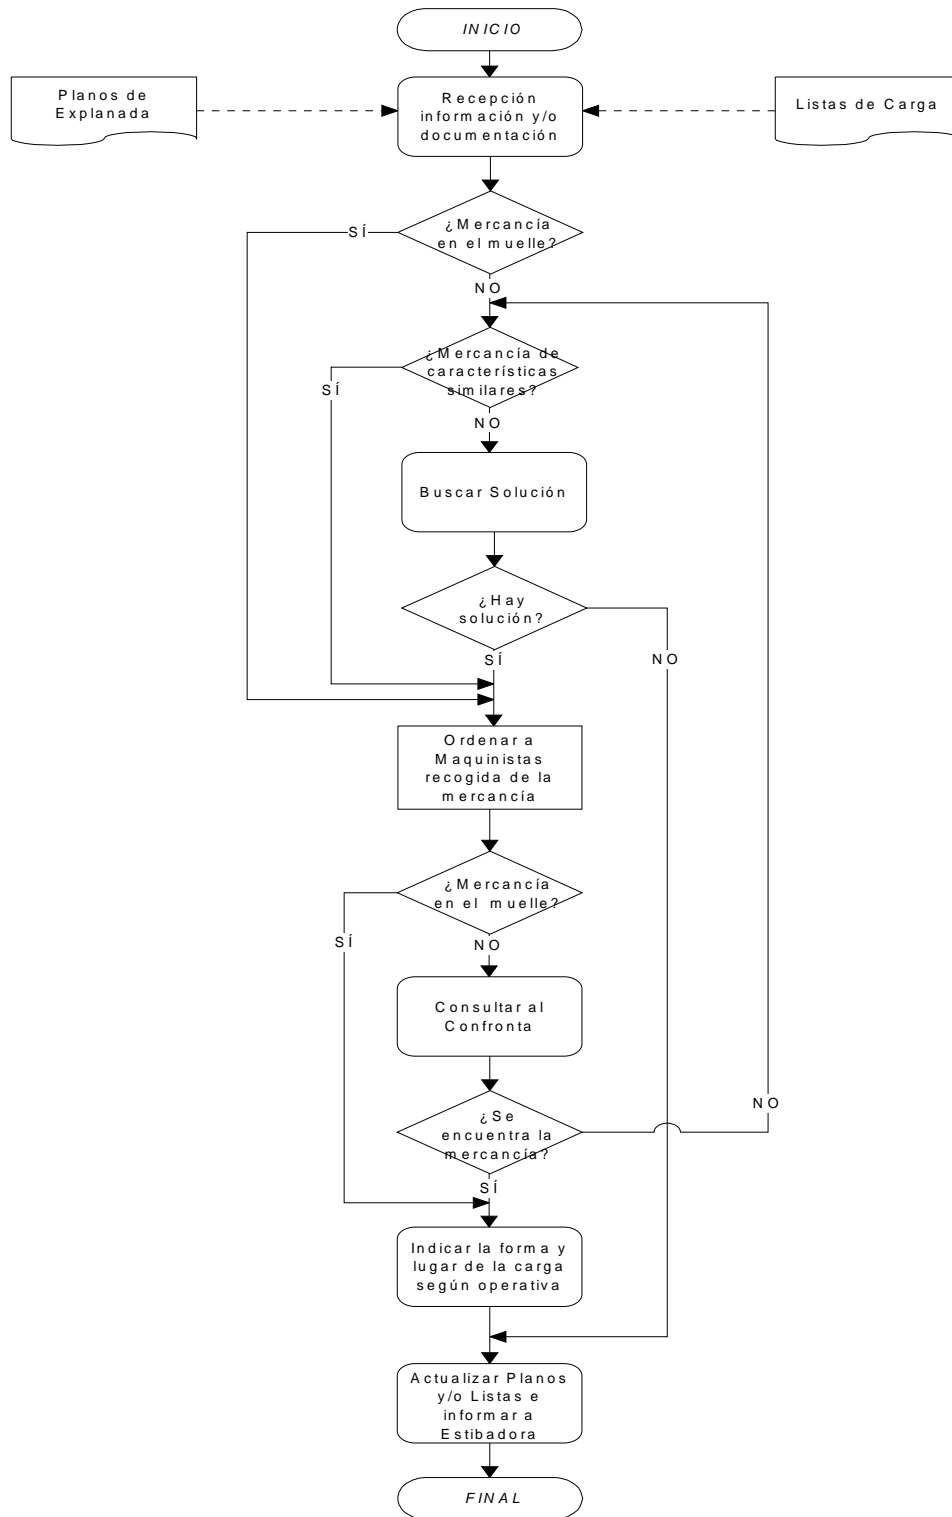 INICIO
Planos de
Explanada
Recepción
información y/o
documentación
Listas de Carga
¿Mercancía
en el muelle?
SÍ
NO
¿Mercancía de
características
similares?
SÍ
NO
Buscar Solución
¿Hay
solución?
SÍ
NO
Ordenar a
Maquinistas
recogida de la
mercancía
¿Mercancía
en el muelle?
SÍ
NO
Consultar al
Confronta
¿Se
encuentra la
mercancía?
NO
SÍ
Indicar la forma y
lugar de la carga
según operativa
Actualizar Planos
y/o Listas e
informar a
Estibadora
FINAL